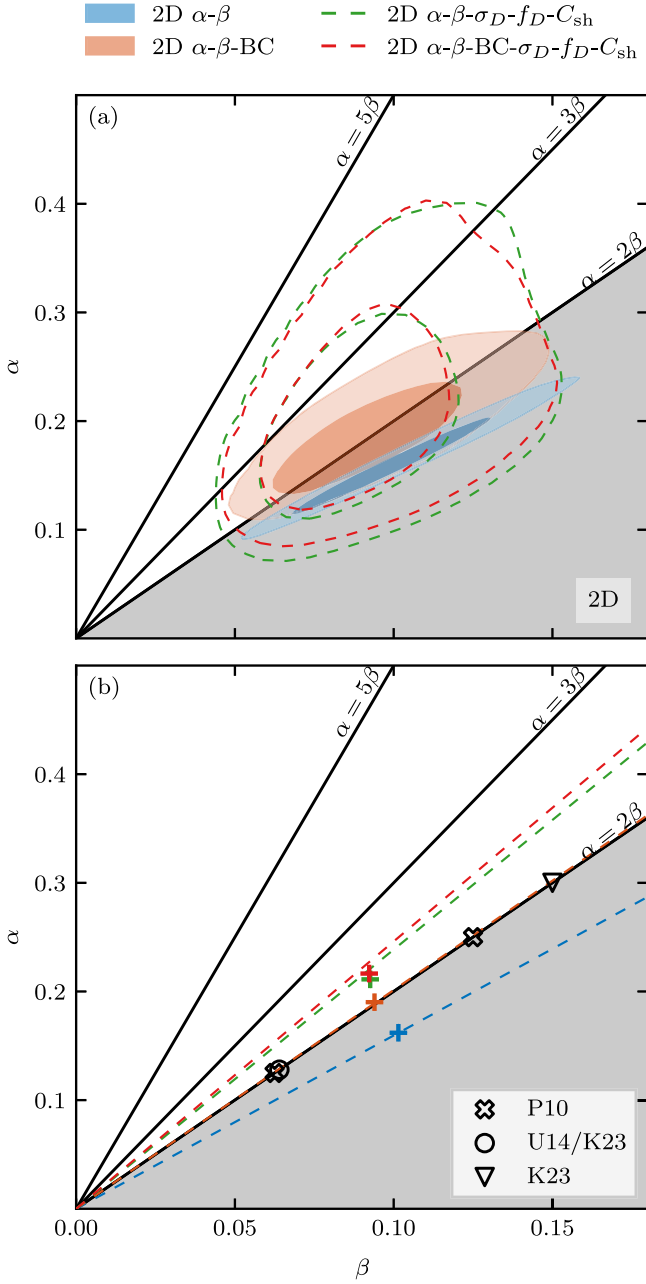 2D α-β
2D α-β-σ_D-f_D-C_sh
2D α-β-BC
2D α-β-BC-σ_D-f_D-C_sh
(a)
α = 5β
α = 3β
α = 2β
0.4
0.3
α
0.2
0.1
2D
(b)
α = 5β
α = 3β
α = 2β
0.4
0.3
α
0.2
0.1
P10
U14/K23
K23
0.00
0.05
0.10
0.15
β